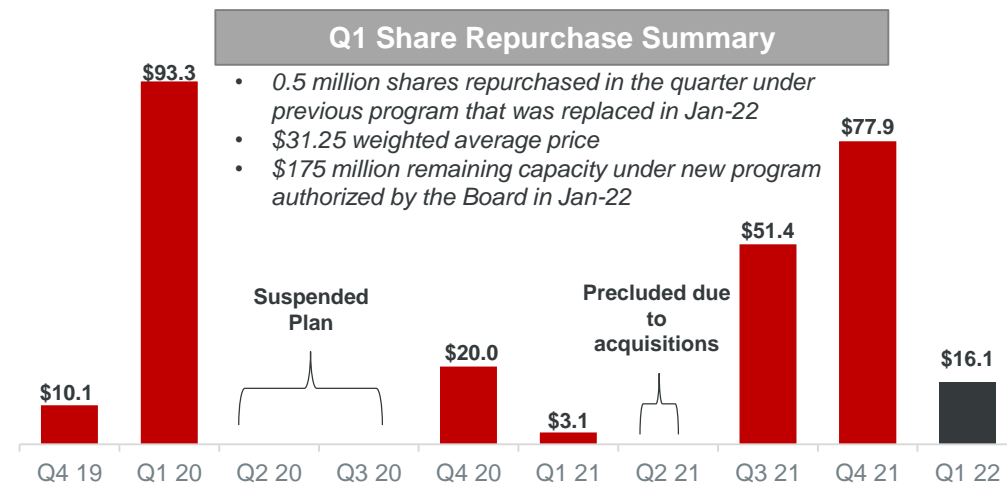 Q1 Share Repurchase Summary
• 0.5 million shares repurchased in the quarter under
previous program that was replaced in Jan-22
• $31.25 weighted average price
• $175 million remaining capacity under new program
authorized by the Board in Jan-22
$10.1
$93.3
Suspended
Plan
$20.0
$3.1
Precluded due
to
acquisitions
$51.4
$77.9
$16.1
Q4 19 Q1 20 Q2 20 Q3 20 Q4 20 Q1 21 Q2 21 Q3 21 Q4 21 Q1 22